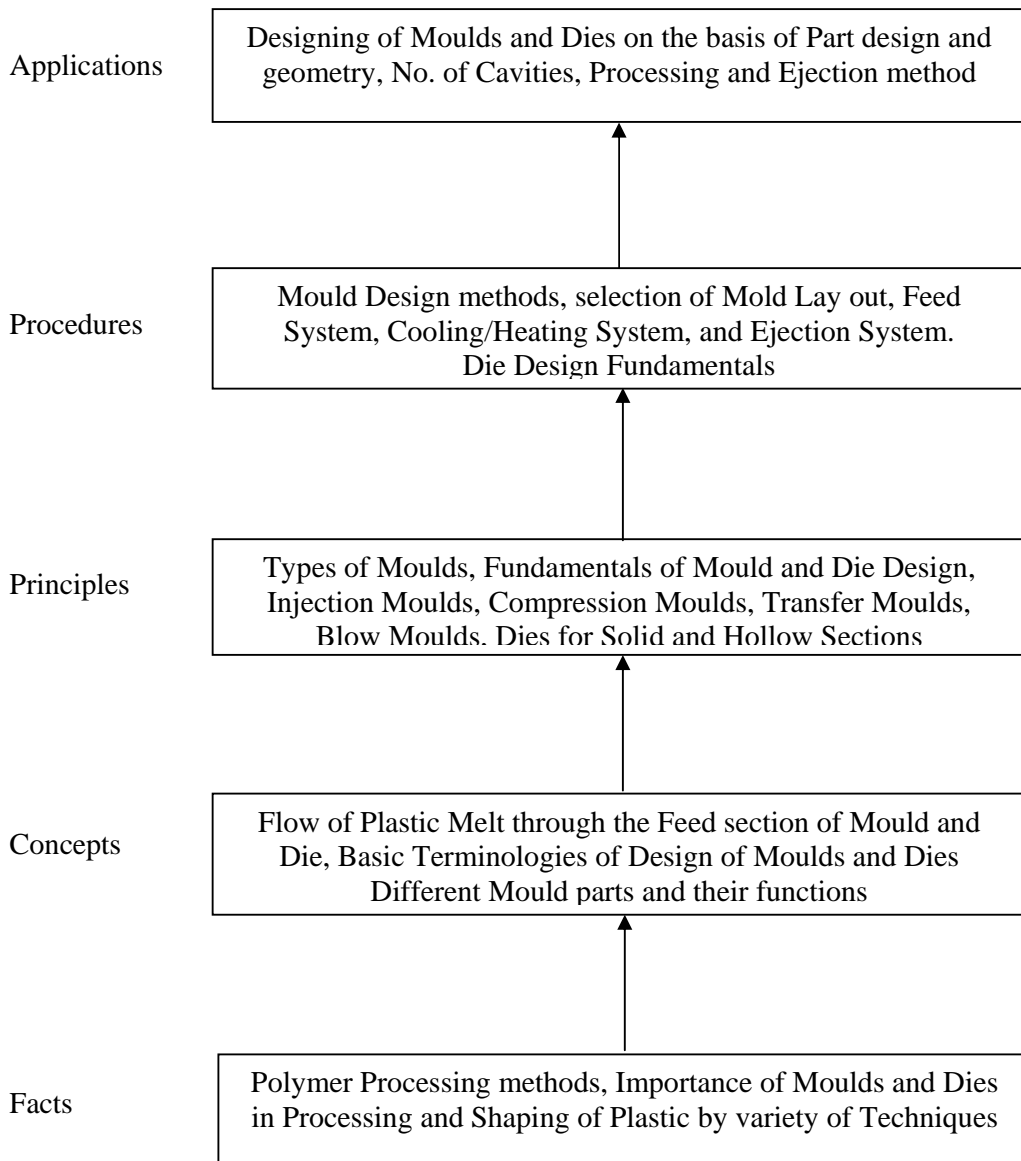 Applications
Designing of Moulds and Dies on the basis of Part design and
geometry, No. of Cavities, Processing and Ejection method
Procedures
Mould Design methods, selection of Mold Lay out, Feed
System, Cooling/Heating System, and Ejection System.
Die Design Fundamentals
Principles
Types of Moulds, Fundamentals of Mould and Die Design,
Injection Moulds, Compression Moulds, Transfer Moulds,
Blow Moulds. Dies for Solid and Hollow Sections
Concepts
Flow of Plastic Melt through the Feed section of Mould and
Die, Basic Terminologies of Design of Moulds and Dies
Different Mould parts and their functions
Facts
Polymer Processing methods, Importance of Moulds and Dies
in Processing and Shaping of Plastic by variety of Techniques